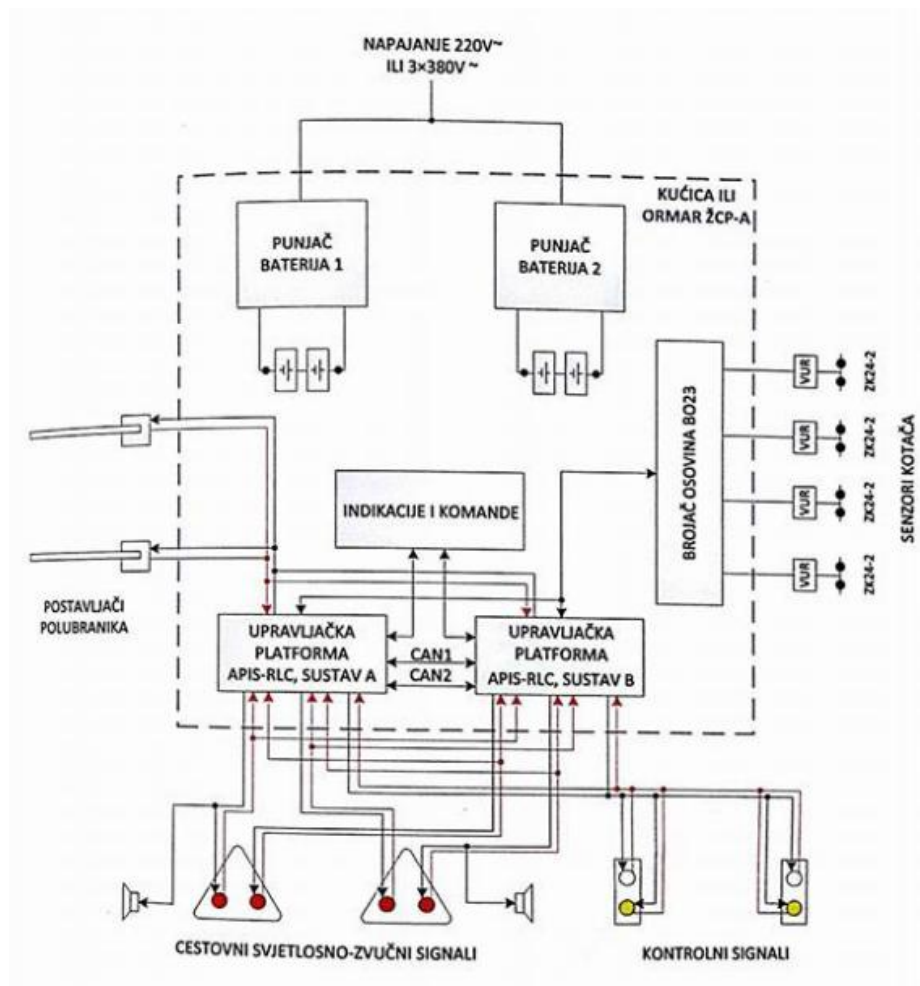 NAPAJANJE 220V~
ILI 3×380V ~
KUĆICA ILI
ORMAR ŽCP-A
PUNJAČ
BATERIJA 1
PUNJAČ
BATERIJA 2
BROJAČ OSOVINA BO23
VUR
ZK24-2
VUR
ZK24-2
VUR
ZK24-2
VUR
ZK24-2
SENZORI KOTAČA
INDIKACIJE I KOMANDE
POSTAVLJAČI
POLUBRANIKA
UPRAVLJAČKA
PLATFORMA
APIS-RLC, SUSTAV A
CAN1
CAN2
UPRAVLJAČKA
PLATFORMA
APIS-RLC, SUSTAV B
CESTOVNI SVJETLOSNO-ZVUČNI SIGNALI
KONTROLNI SIGNALI